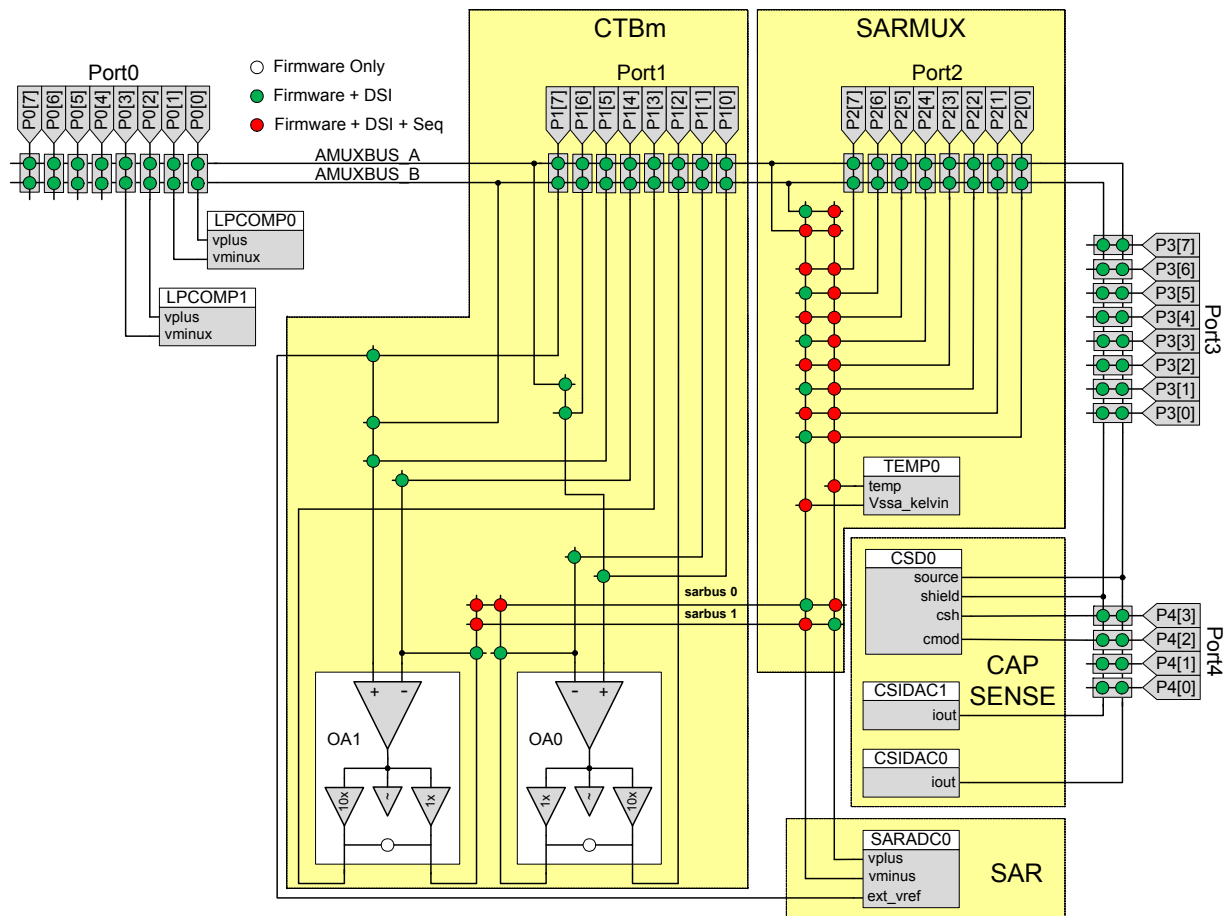 CTBm
SARMUX
Firmware Only
Firmware + DSI
Firmware + DSI + Seq
Port0
Port1
Port2
P0[7]
P0[6]
P0[5]
P0[4]
P0[3]
P0[2]
P0[1]
P0[0]
P1[7]
P1[6]
P1[5]
P1[4]
P1[3]
P1[2]
P1[1]
P1[0]
P2[7]
P2[6]
P2[5]
P2[4]
P2[3]
P2[2]
P2[1]
P2[0]
AMUXBUS_A
AMUXBUS_B
LPCOMP0
vplus
vminux
LPCOMP1
vplus
vminux
P3[7]
P3[6]
P3[5]
P3[4]
P3[3]
P3[2]
P3[1]
P3[0]
Port3
TEMP0
temp
Vssa_kelvin
CSD0
source
shield
csh
cmod
sarbus 0
sarbus 1
P4[3]
P4[2]
P4[1]
P4[0]
Port4
CAP
SENSE
CSIDAC1
iout
CSIDAC0
iout
+ −
− +
OA1
OA0
10x
~
1x
1x
~
10x
SARADC0
vplus
vminus
ext_vref
SAR